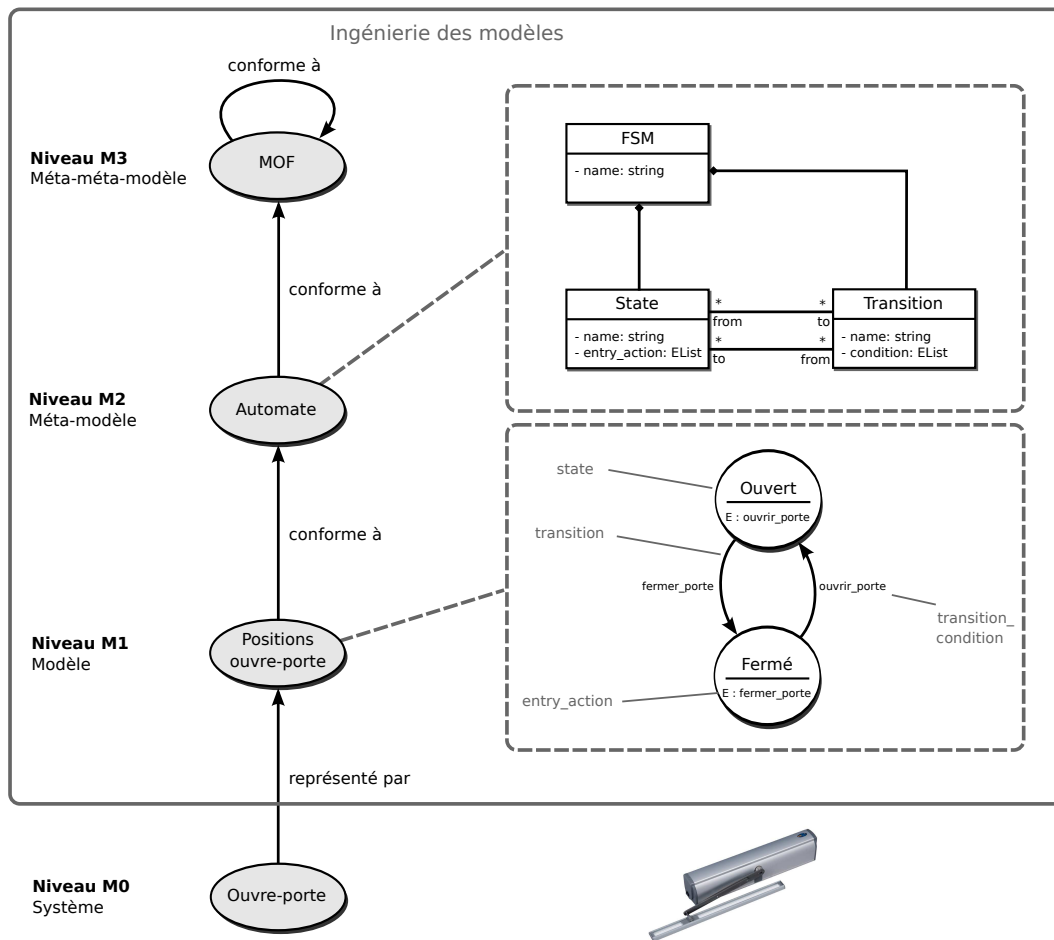 Ingénierie des modèles
conforme à
Niveau M3
Méta-méta-modèle
MOF
conforme à
Niveau M2
Méta-modèle
Automate
conforme à
Niveau M1
Modèle
Positions
ouvre-porte
représenté par
Niveau M0
Système
Ouvre-porte
FSM
- name: string
State
- name: string
- entry_action: EList
* *
from to
* *
to from
Transition
- name: string
- condition: EList
state
Ouvert
E : ouvrir_porte
transition
fermer_porte
ouvrir_porte
transition_
condition
Fermé
E : fermer_porte
entry_action